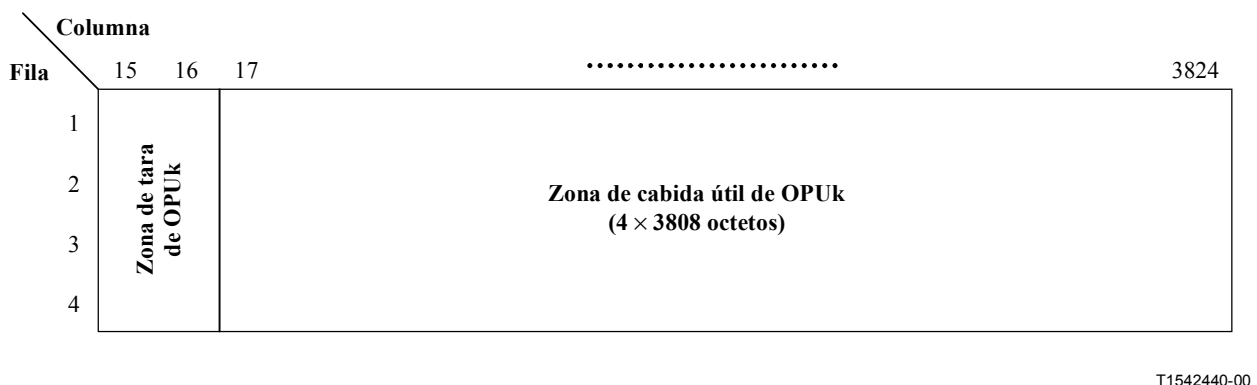 Columna
Fila 15 16 17 ........................ 3824
1
2
3
4
Zona de tara
de OPUk
Zona de cabida útil de OPUk
(4 × 3808 octetos)
T1542440-00